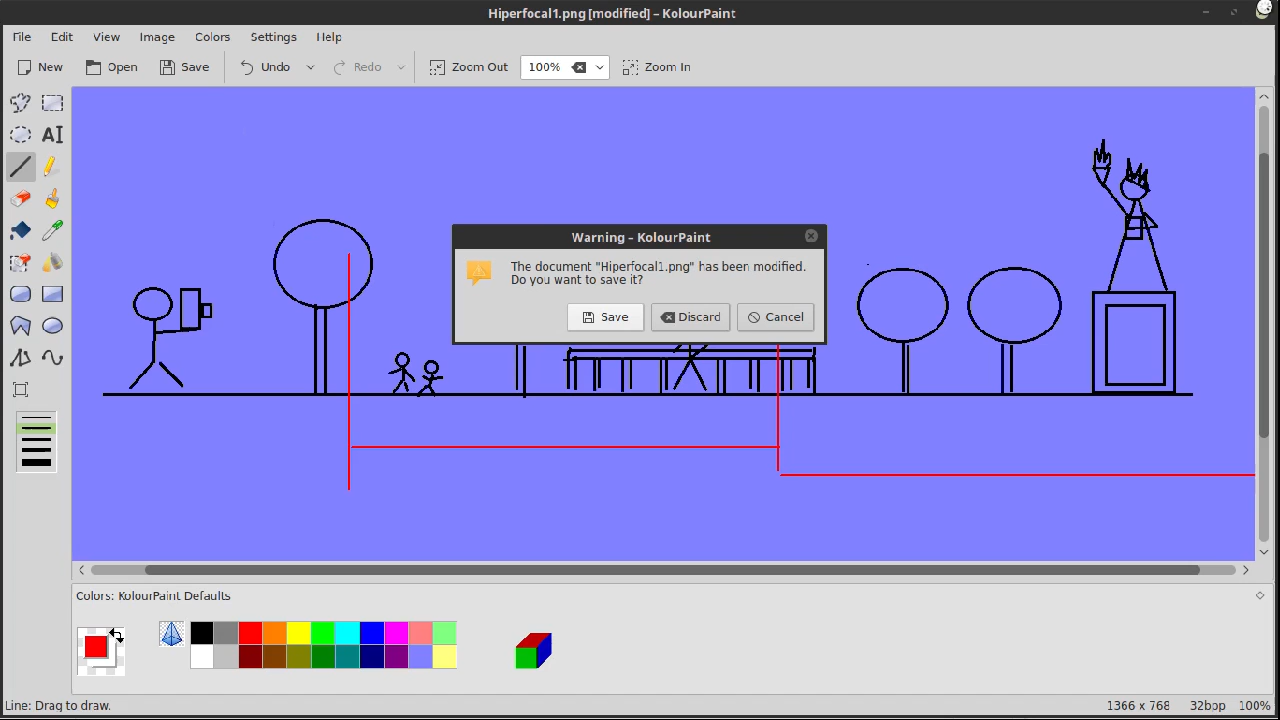 Hiperfocal1.png [modified] – KolourPaint
File Edit View Image Colors Settings Help
New Open Save Undo Redo Zoom Out 100% Zoom In
AI
Warning – KolourPaint
The document "Hiperfocal1.png" has been modified.
Do you want to save it?
Save Discard Cancel
Colors: KolourPaint Defaults
Line: Drag to draw. 1366 x 768 32bpp 100%